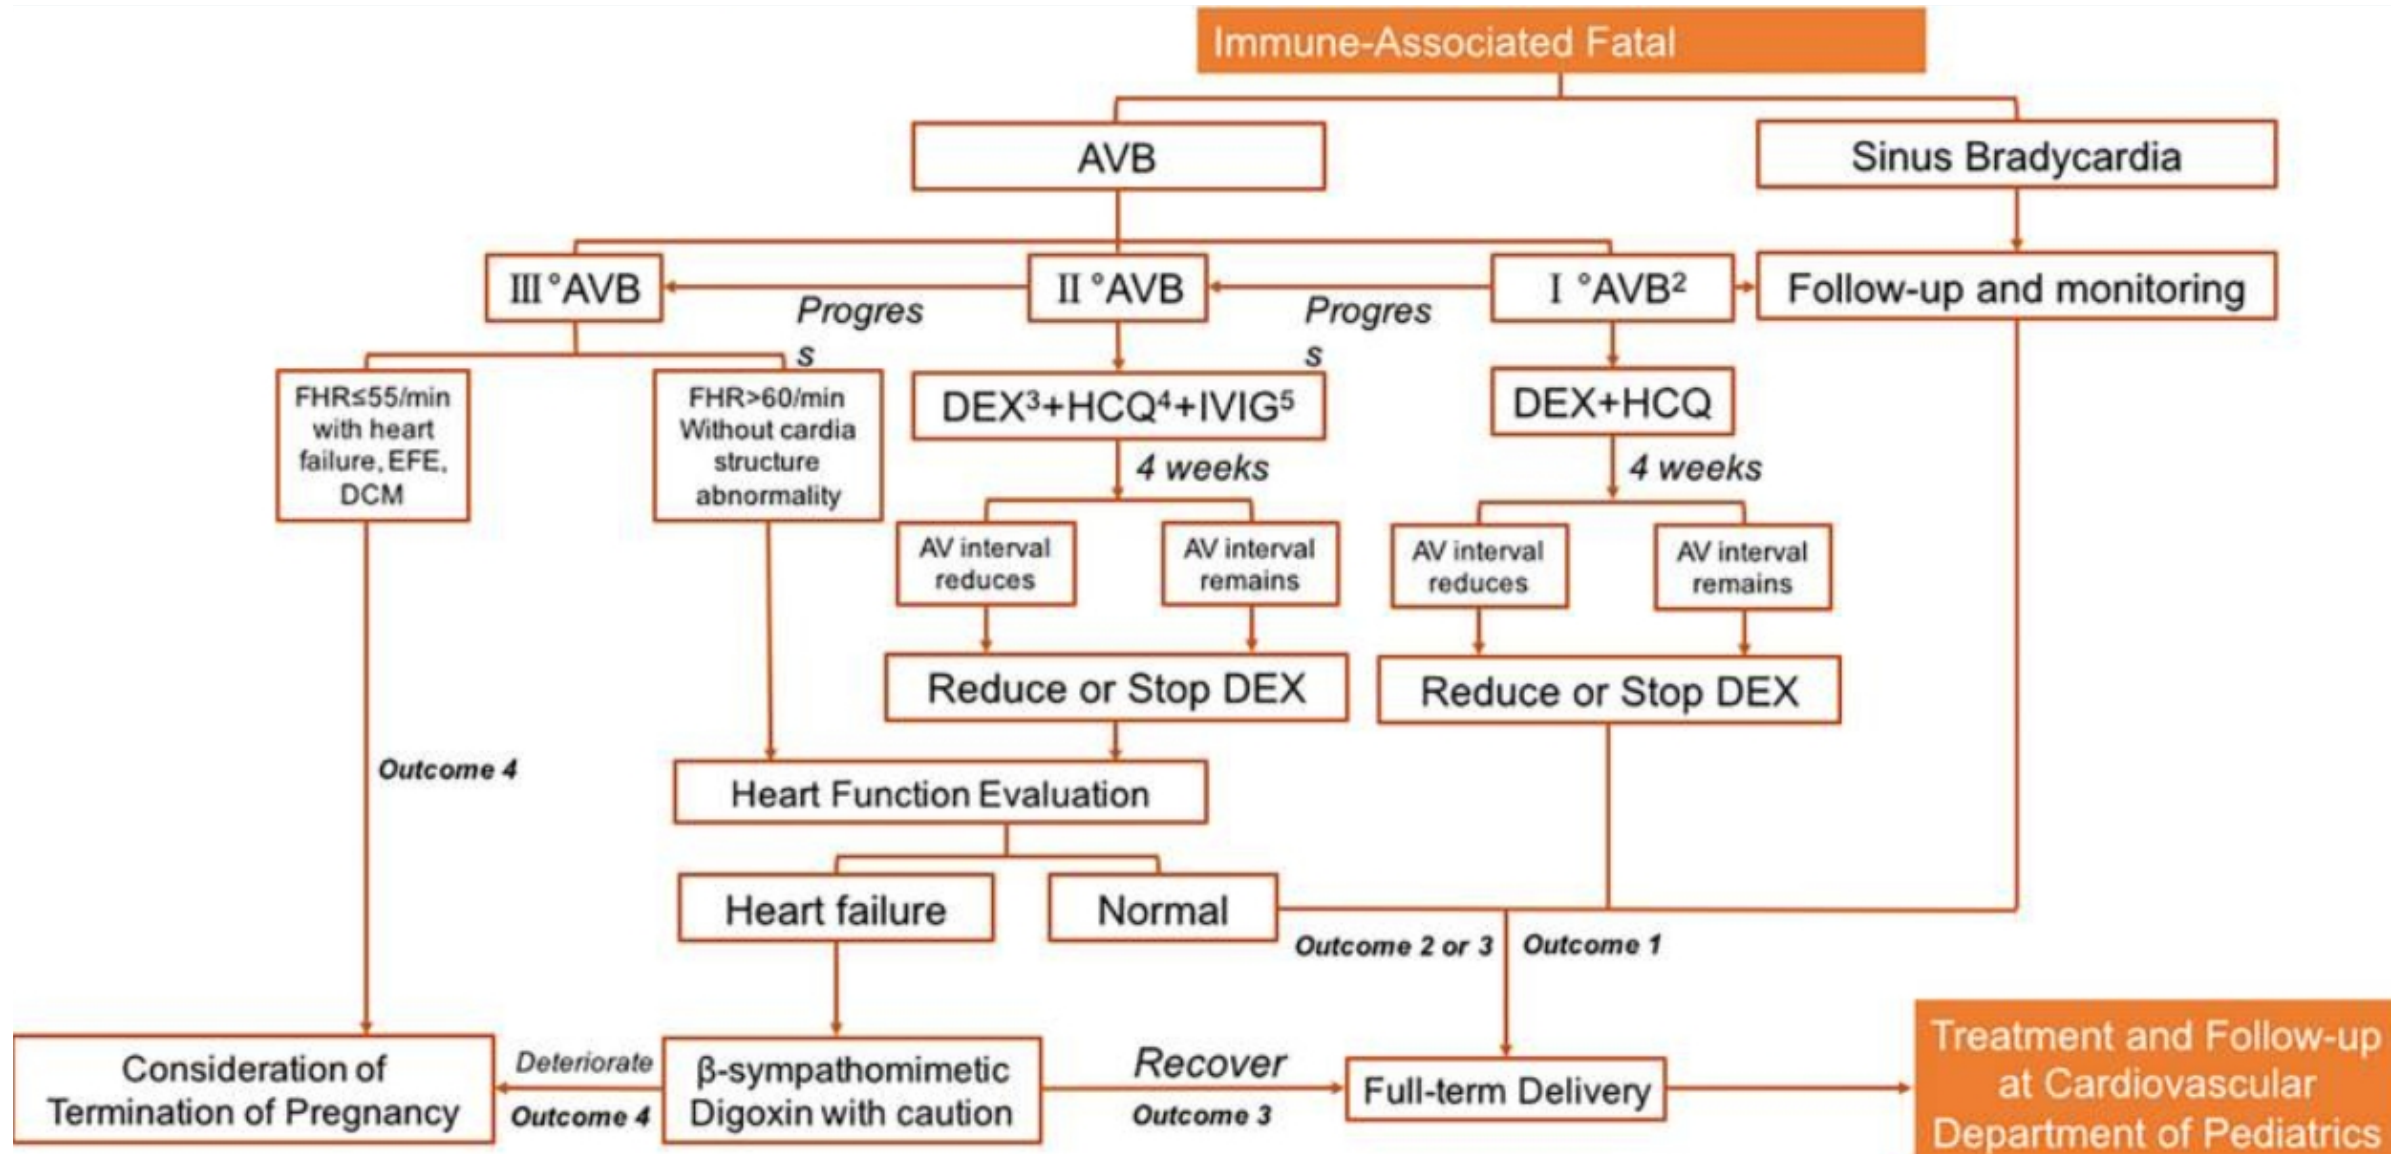 Immune-Associated Fatal
AVB
Sinus Bradycardia
Ⅲ°AVB
Progres
s
Ⅱ°AVB
Progres
s
Ⅰ°AVB²
Follow-up and monitoring
FHR≤55/min
with heart
failure, EFE,
DCM
FHR>60/min
Without cardia
structure
abnormality
DEX³+HCQ⁴+IVIG⁵
DEX+HCQ
4 weeks
4 weeks
AV interval
reduces
AV interval
remains
AV interval
reduces
AV interval
remains
Reduce or Stop DEX
Reduce or Stop DEX
Outcome 4
Heart Function Evaluation
Heart failure
Normal
Outcome 2 or 3
Outcome 1
Consideration of
Termination of Pregnancy
Deteriorate
Outcome 4
β-sympathomimetic
Digoxin with caution
Recover
Outcome 3
Full-term Delivery
Treatment and Follow-up
at Cardiovascular
Department of Pediatrics